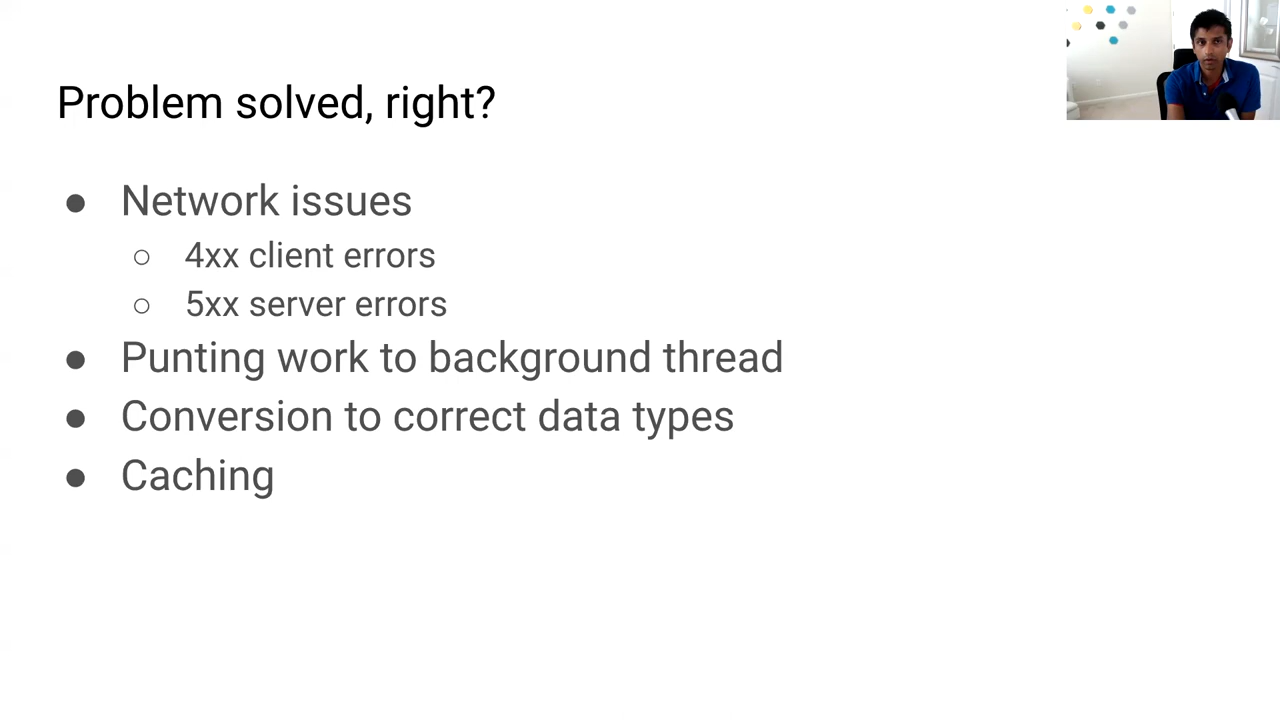 Problem solved, right?
● Network issues
○ 4xx client errors
○ 5xx server errors
● Punting work to background thread
● Conversion to correct data types
● Caching